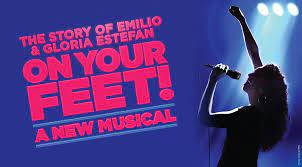 THE STORY OF EMILIO
& GLORIA ESTEFAN
ON YOUR
FEET!
A NEW MUSICAL